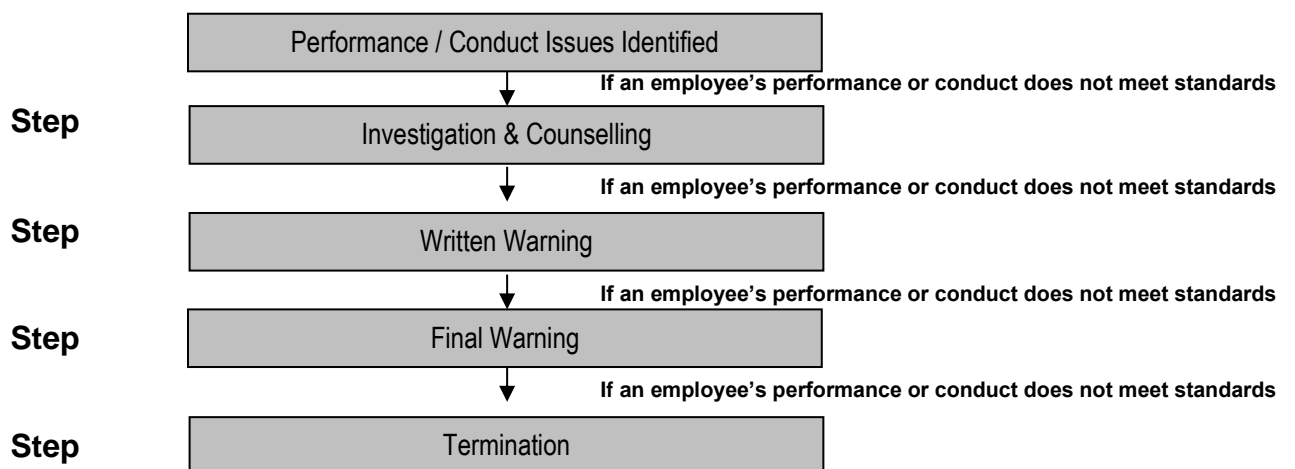 Performance / Conduct Issues Identified
If an employee’s performance or conduct does not meet standards
Step
Investigation & Counselling
If an employee’s performance or conduct does not meet standards
Step
Written Warning
If an employee’s performance or conduct does not meet standards
Step
Final Warning
If an employee’s performance or conduct does not meet standards
Step
Termination